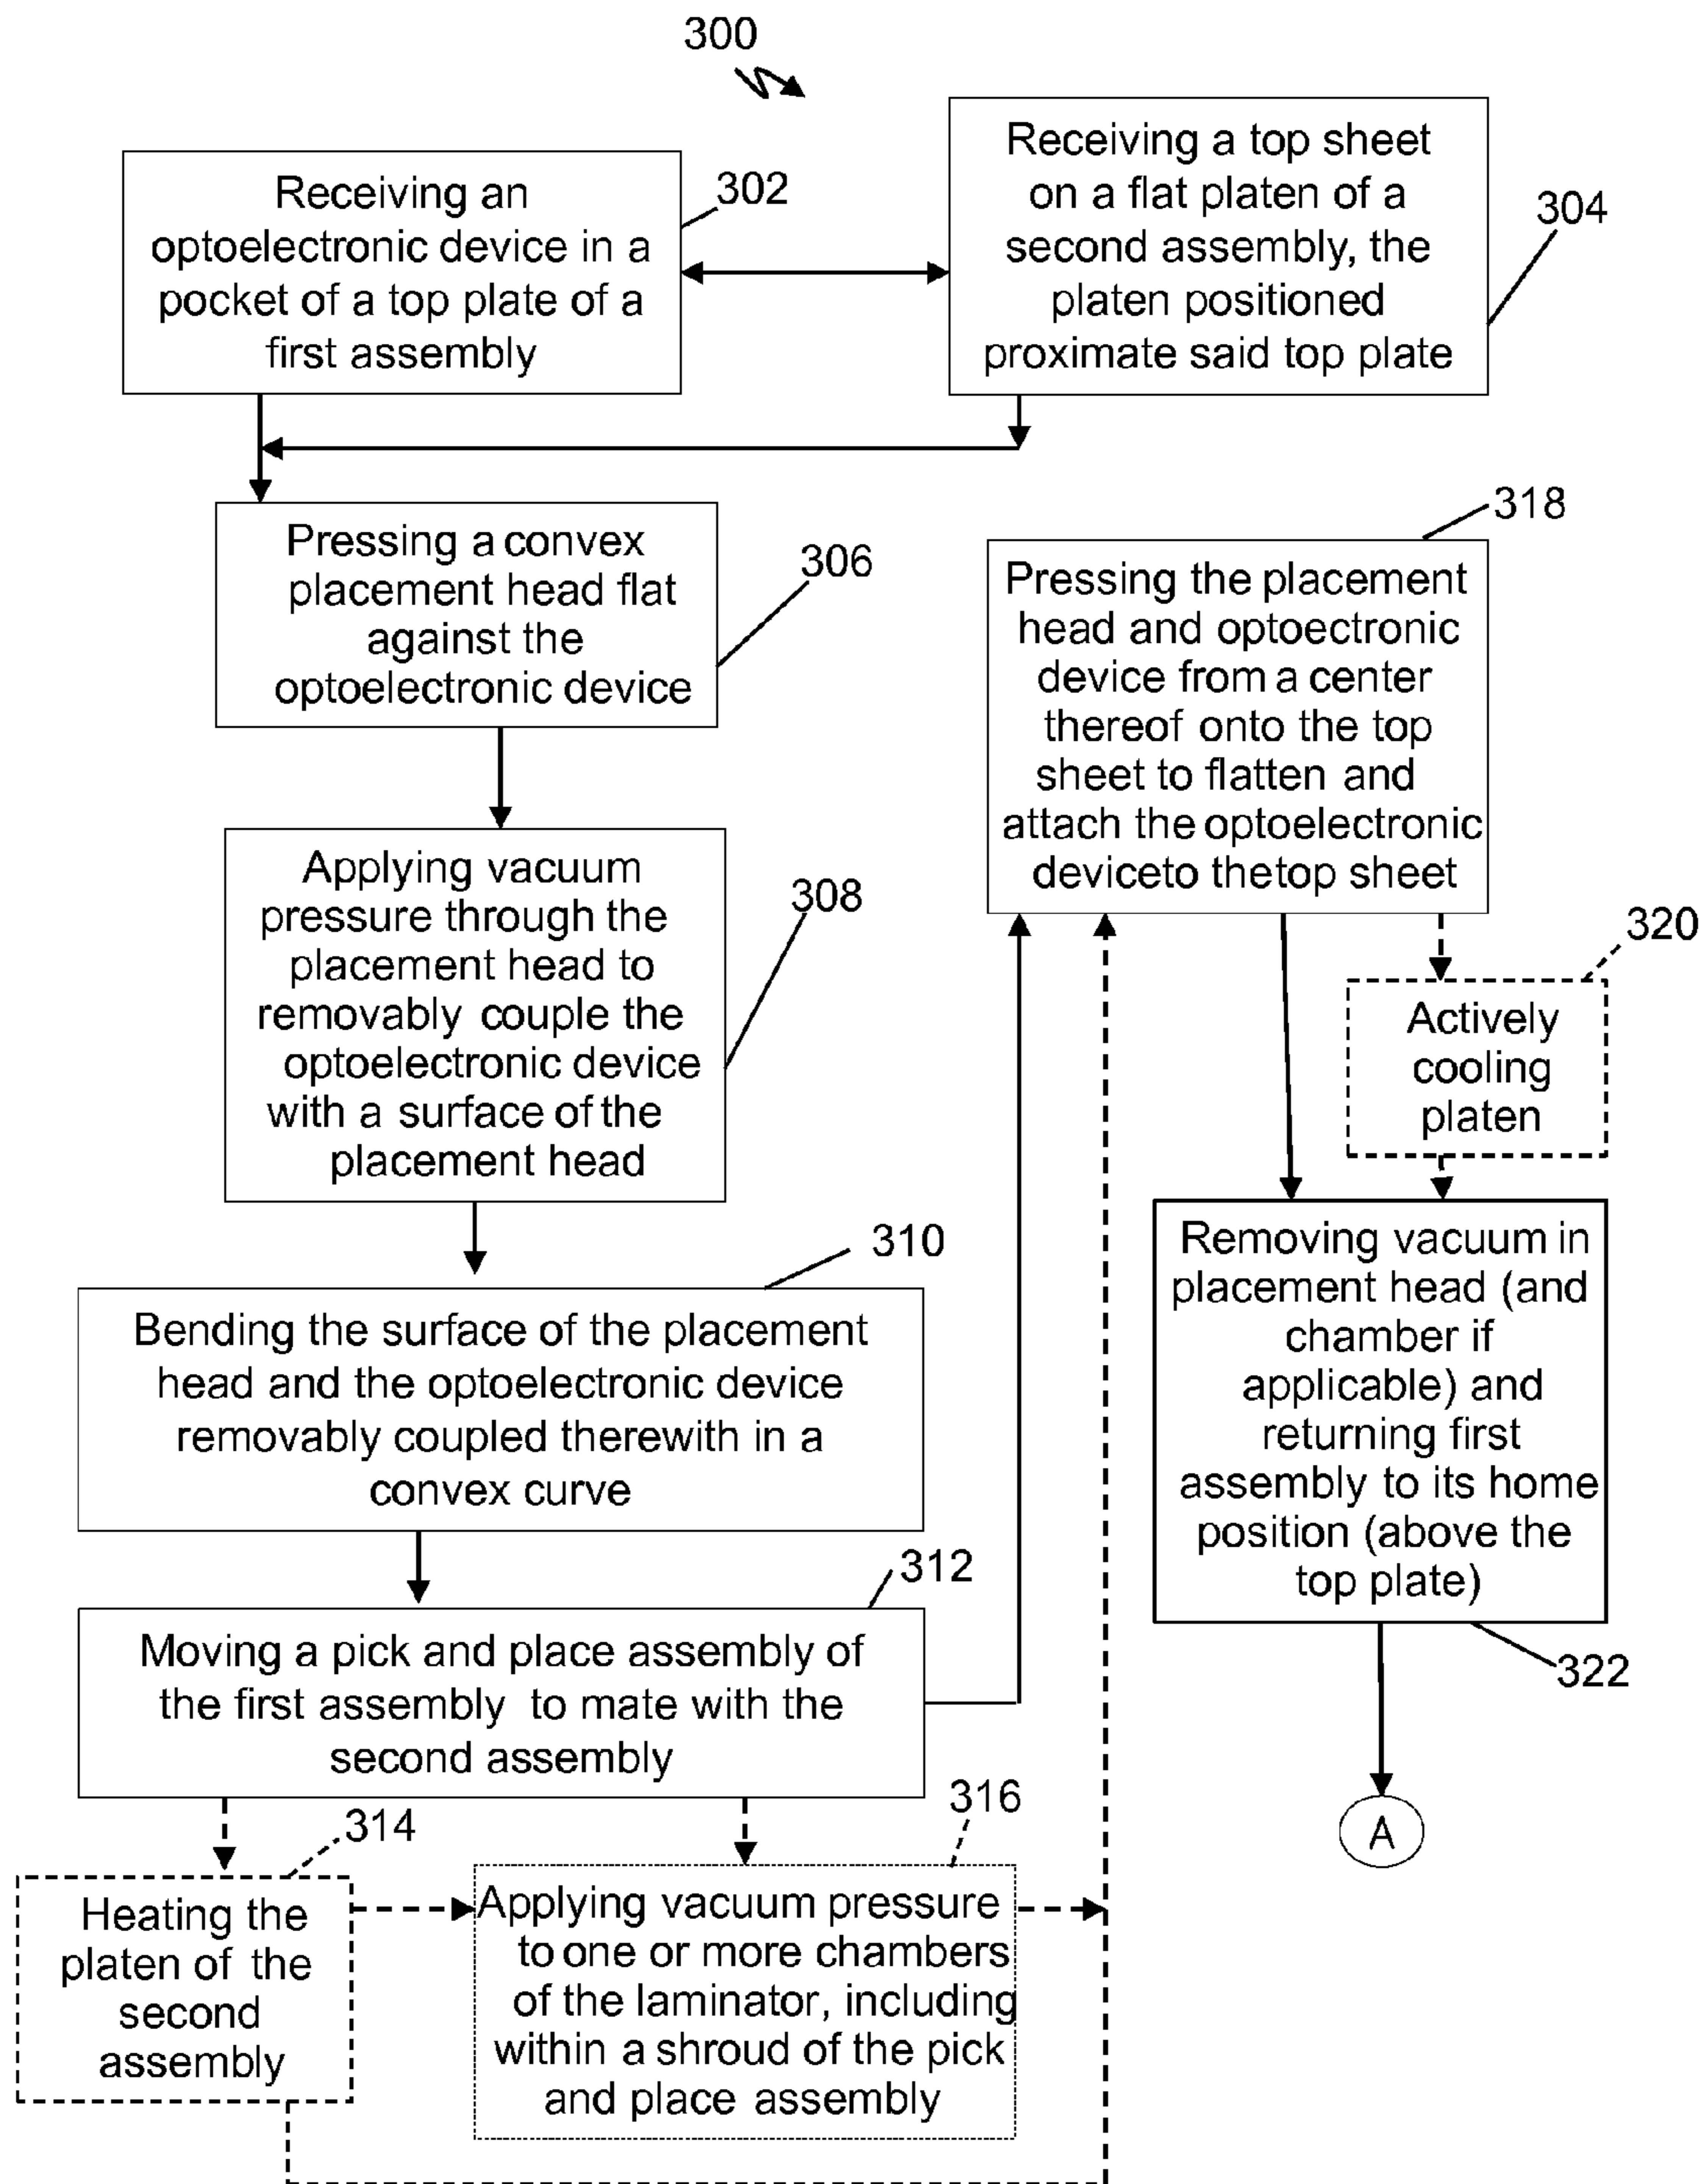 300
Receiving an
optoelectronic device in a
pocket of a top plate of a
first assembly
302
Receiving a top sheet
on a flat platen of a
second assembly, the
platen positioned
proximate said top plate
304
Pressing a convex
placement head flat
against the
optoelectronic device
306
Applying vacuum
pressure through the
placement head to
removably couple the
optoelectronic device
with a surface of the
placement head
308
Bending the surface of the placement
head and the optoelectronic device
removably coupled therewith in a
convex curve
310
Moving a pick and place assembly of
the first assembly to mate with the
second assembly
312
Heating the
platen of the
second
assembly
314
Applying vacuum pressure
to one or more chambers
of the laminator, including
within a shroud of the pick
and place assembly
316
Pressing the placement
head and optoectronic
device from a center
thereof onto the top
sheet to flatten and
attach the optoelectronic
deviceto thetop sheet
318
Actively
cooling
platen
320
Removing vacuum in
placement head (and
chamber if
applicable) and
returning first
assembly to its home
position (above the
top plate)
322
A